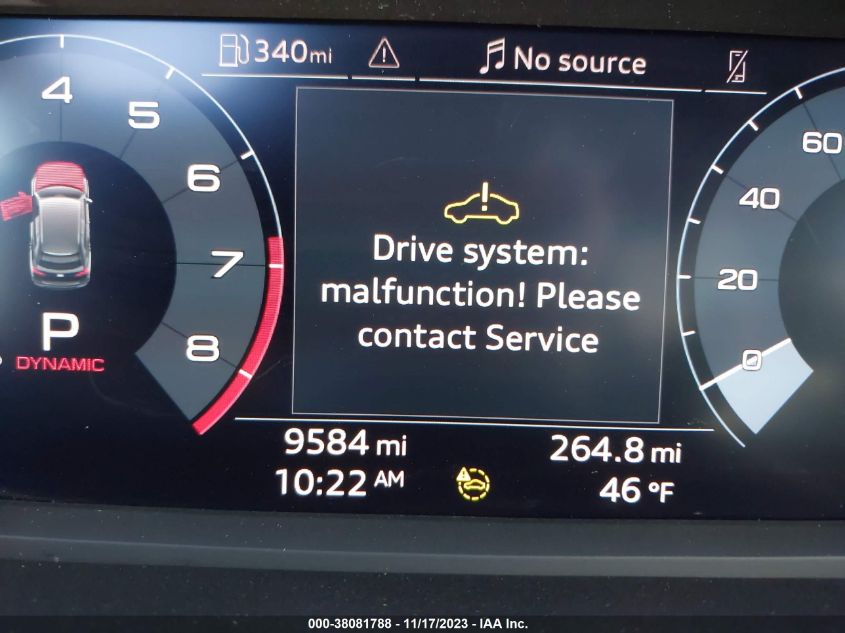 340mi
No source
4
5
6
7
8
P
DYNAMIC
Drive system:
malfunction! Please
contact Service
60
40
20
0
9584 mi
264.8 mi
10:22 AM
46 °F
000-38081788 - 11/17/2023 - IAA Inc.